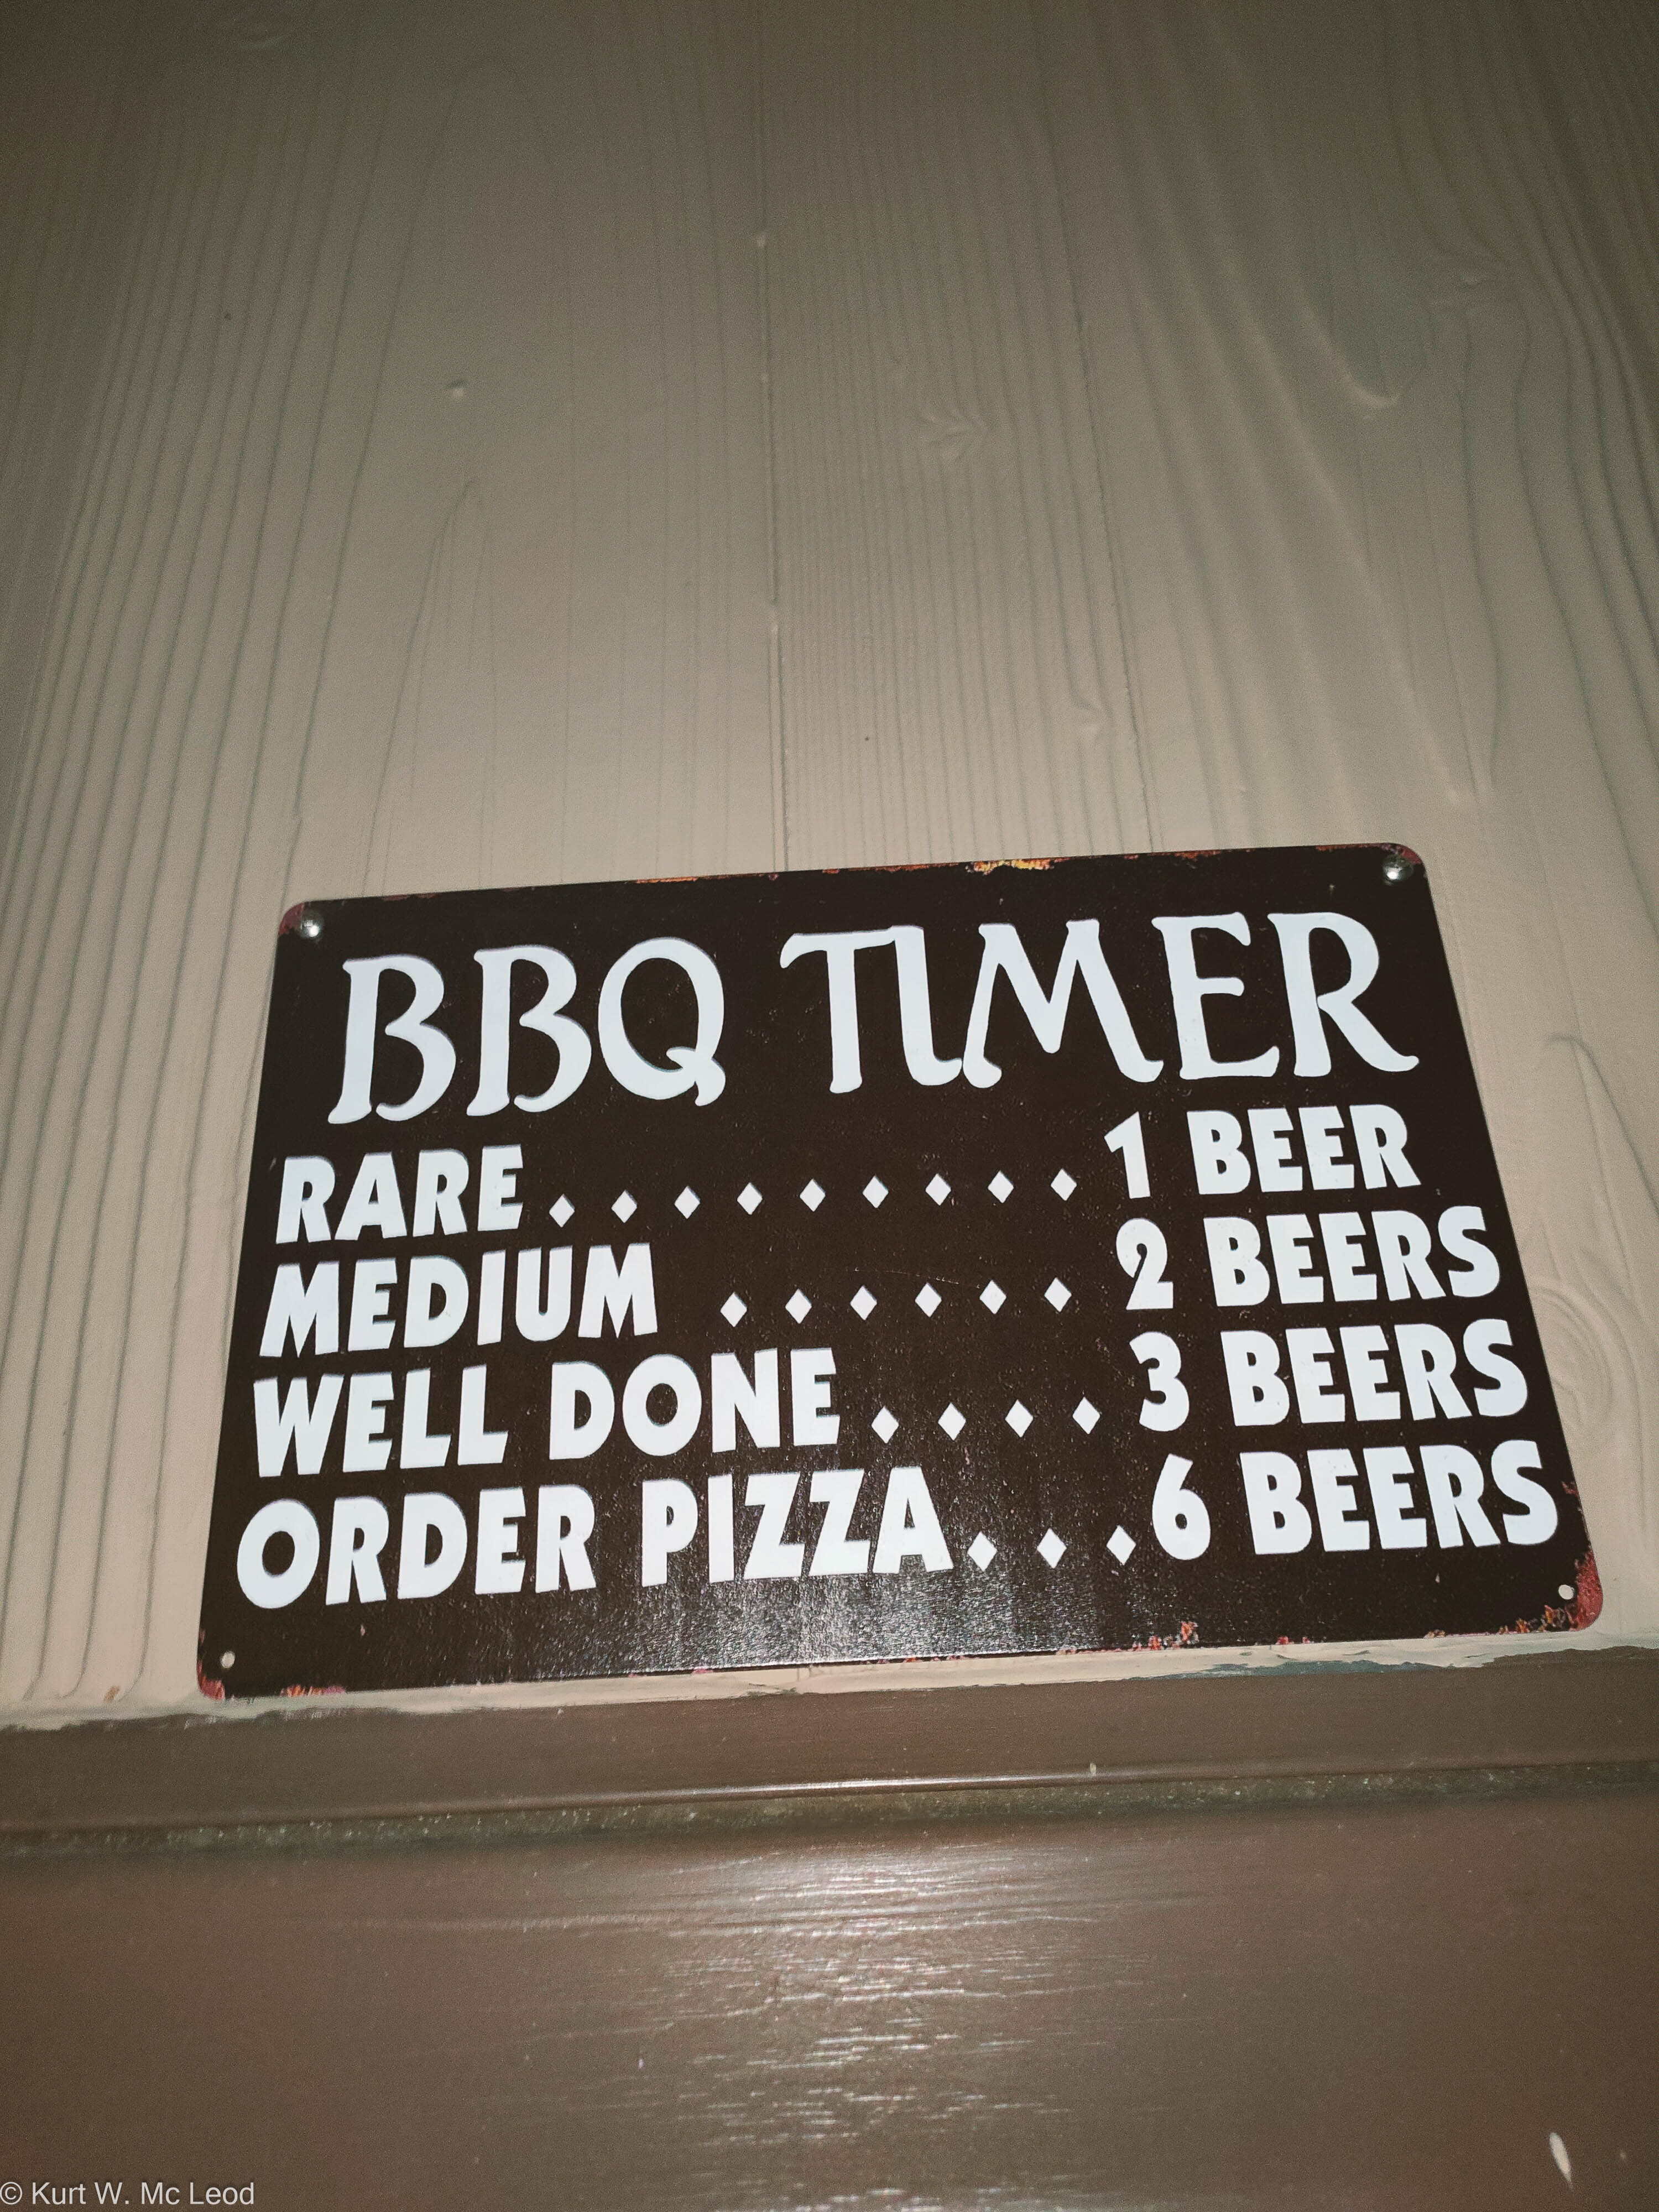 BBQ TIMER
RARE.........1 BEER
MEDIUM ......2 BEERS
WELL DONE....3 BEERS
ORDER PIZZA...6 BEERS
© Kurt W. Mc Leod